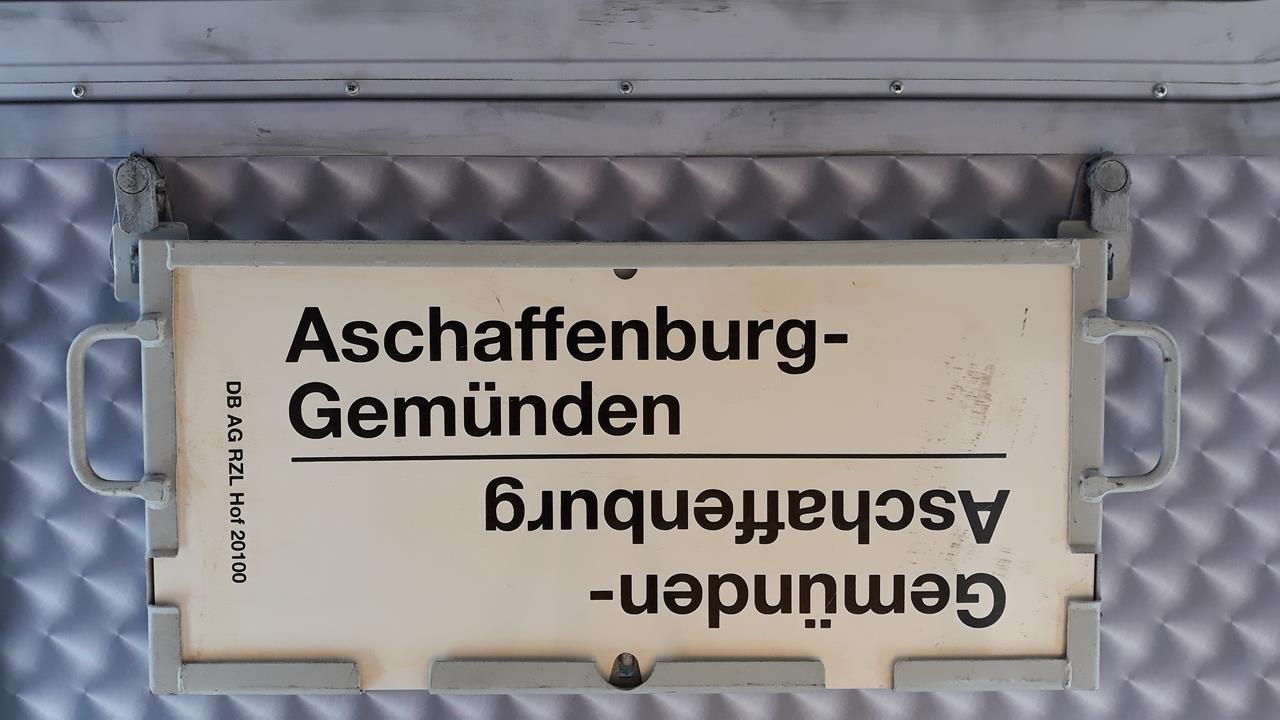 Aschaffenburg-
Gemünden
Gemünden-
Aschaffenburg
DB AG RZL Hof 20100